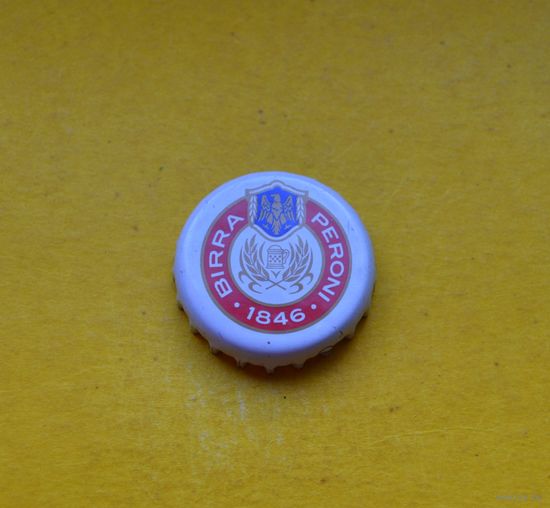 BIRRA PERONI
· 1846 ·